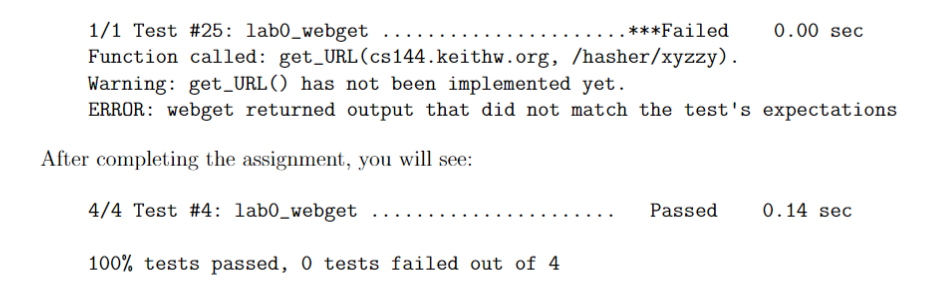 1/1 Test #25: lab0_webget ........................***Failed 0.00 sec
Function called: get_URL(cs144.keithw.org, /hasher/xyzzy).
Warning: get_URL() has not been implemented yet.
ERROR: webget returned output that did not match the test's expectations
After completing the assignment, you will see:
4/4 Test #4: lab0_webget ...................... Passed 0.14 sec
100% tests passed, 0 tests failed out of 4